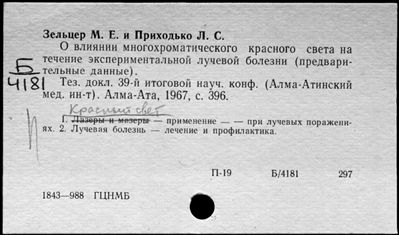 Зельцер М. Е. и Приходько Л. С.
О влиянии многохроматического красного света на
течение экспериментальной лучевой болезни (предвари-
тельные данные).
Б
4181
Тез. докл. 39-й итоговой науч. конф. (Алма-Атинский
мед. ин-т). Алма-Ата, 1967, с. 396.
Красный свет
1. Лазеры и мазеры — применение — — при лучевых поражени-
ях. 2. Лучевая болезнь — лечение и профилактика.
П-19 Б/4181 297
1843—988 ГЦНМБ